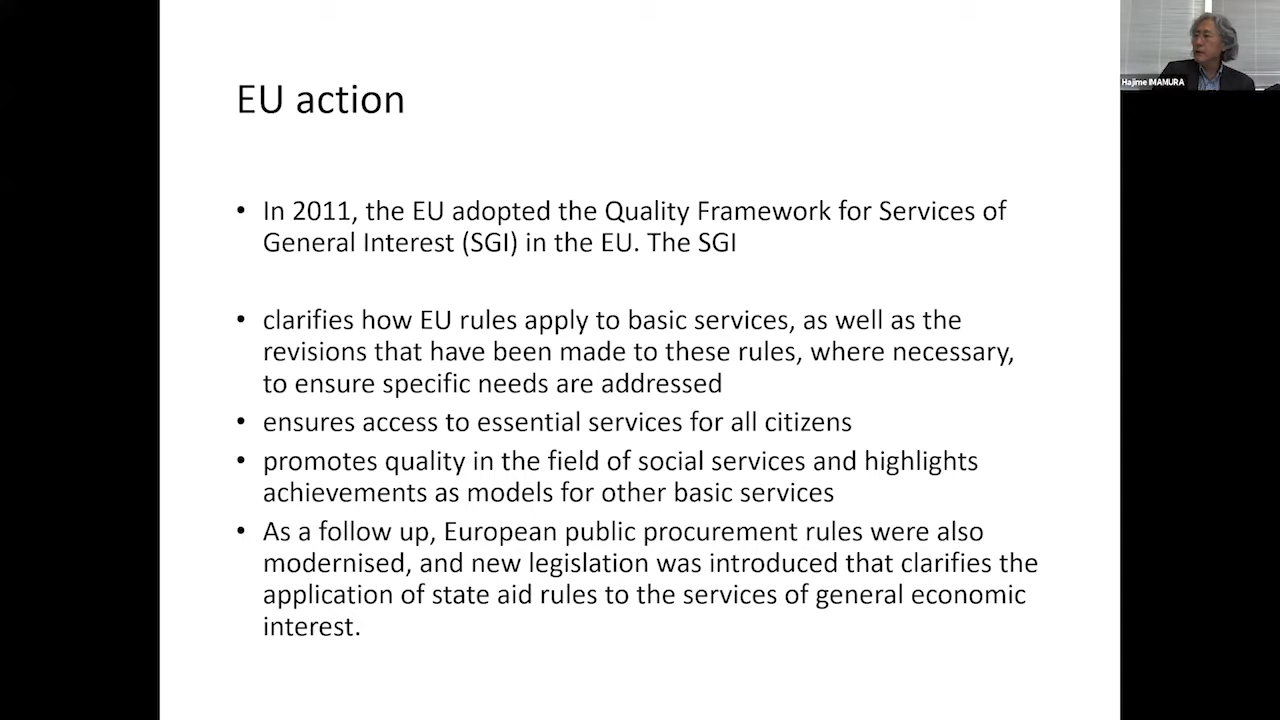 EU action
• In 2011, the EU adopted the Quality Framework for Services of
General Interest (SGI) in the EU. The SGI
• clarifies how EU rules apply to basic services, as well as the
revisions that have been made to these rules, where necessary,
to ensure specific needs are addressed
• ensures access to essential services for all citizens
• promotes quality in the field of social services and highlights
achievements as models for other basic services
• As a follow up, European public procurement rules were also
modernised, and new legislation was introduced that clarifies the
application of state aid rules to the services of general economic
interest.
Hajime IMAMURA